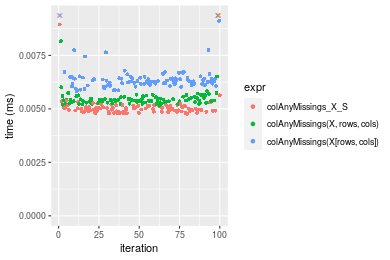 0.0075
0.0050
0.0025
0.0000
time (ms)
0 25 50 75 100
iteration
expr
colAnyMissings_X_S
colAnyMissings(X, rows, cols)
colAnyMissings(X[rows, cols])